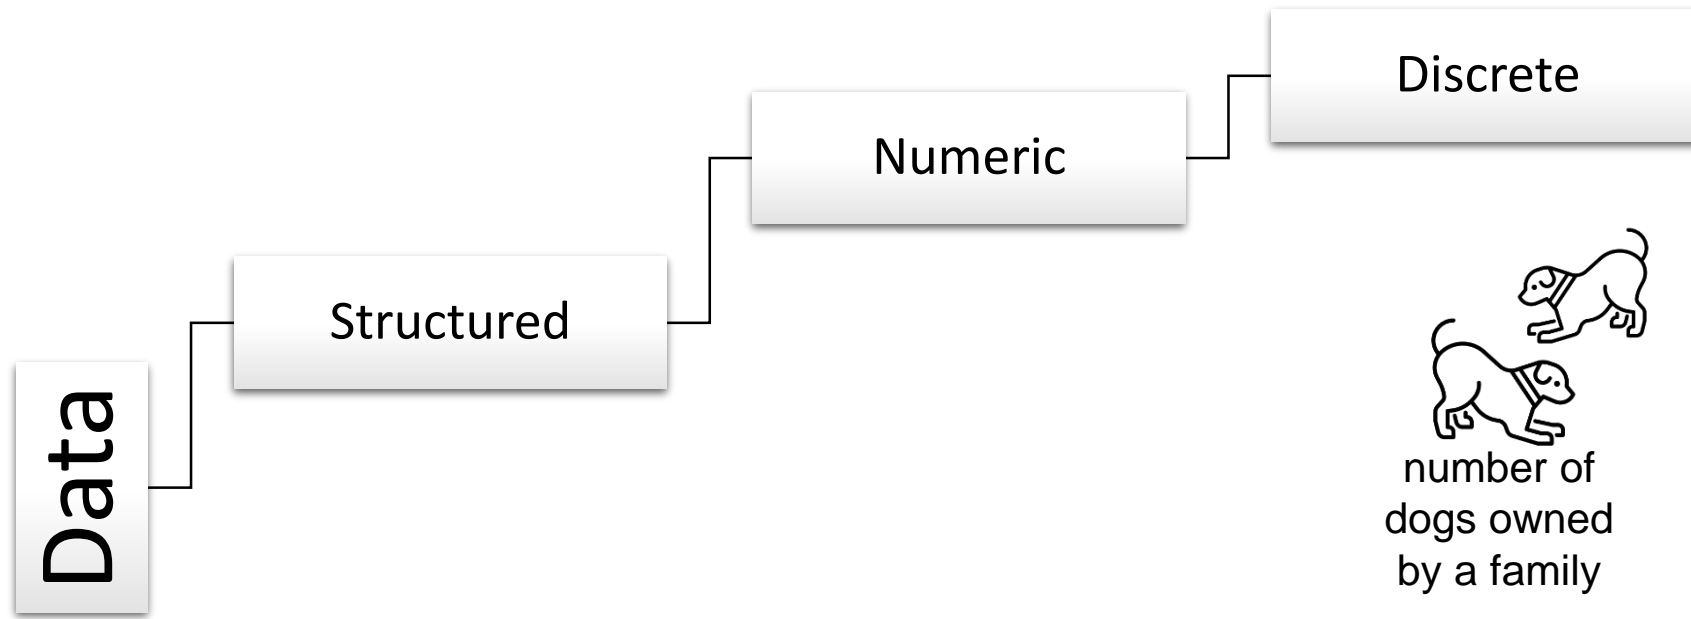 Data
Structured
Numeric
Discrete
number of
dogs owned
by a family